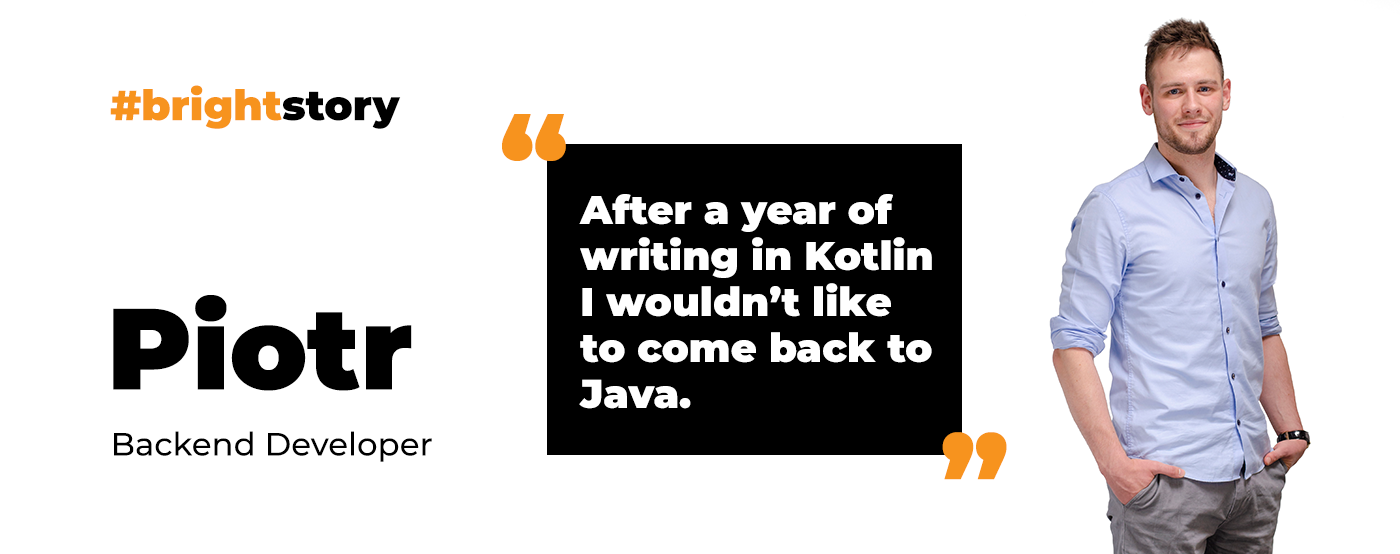 #brightstory
Piotr
Backend Developer
“
After a year of
writing in Kotlin
I wouldn’t like
to come back to
Java.
”